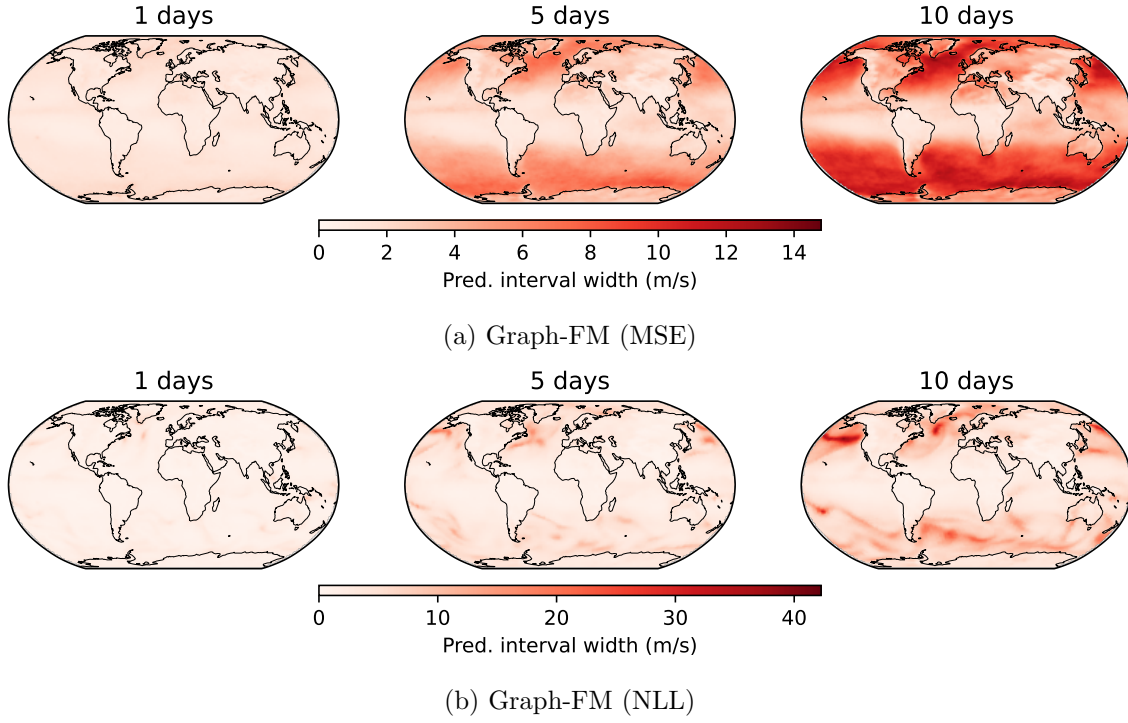 1 days
5 days
10 days
0 2 4 6 8 10 12 14
Pred. interval width (m/s)
(a) Graph-FM (MSE)
1 days
5 days
10 days
0 10 20 30 40
Pred. interval width (m/s)
(b) Graph-FM (NLL)